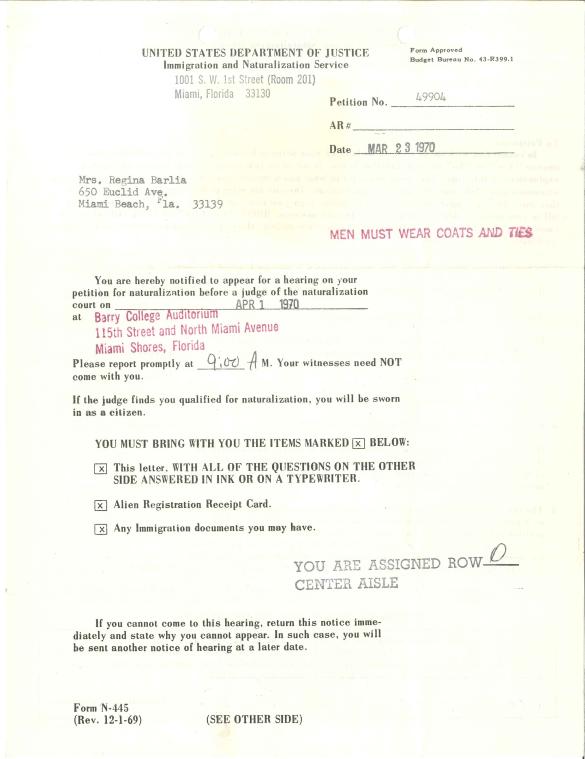 UNITED STATES DEPARTMENT OF JUSTICE
Immigration and Naturalization Service
1001 S. W. 1st Street (Room 201)
Miami, Florida 33130
Form Approved
Budget Bureau No. 43-R399.1
Petition No. 49904
AR #
Date MAR 23 1970
Mrs. Regina Barlia
650 Euclid Ave.
Miami Beach, Fla. 33139
MEN MUST WEAR COATS AND TIES
You are hereby notified to appear for a hearing on your
petition for naturalization before a judge of the naturalization
court on APR 1 1970
at Barry College Auditorium
115th Street and North Miami Avenue
Miami Shores, Florida
Please report promptly at 9:00 A M. Your witnesses need NOT
come with you.
If the judge finds you qualified for naturalization, you will be sworn
in as a citizen.
YOU MUST BRING WITH YOU THE ITEMS MARKED X BELOW:
X This letter, WITH ALL OF THE QUESTIONS ON THE OTHER
SIDE ANSWERED IN INK OR ON A TYPEWRITER.
X Alien Registration Receipt Card.
X Any Immigration documents you may have.
YOU ARE ASSIGNED ROW O
CENTER AISLE
If you cannot come to this hearing, return this notice imme-
diately and state why you cannot appear. In such case, you will
be sent another notice of hearing at a later date.
Form N-445
(Rev. 12-1-69)
(SEE OTHER SIDE)